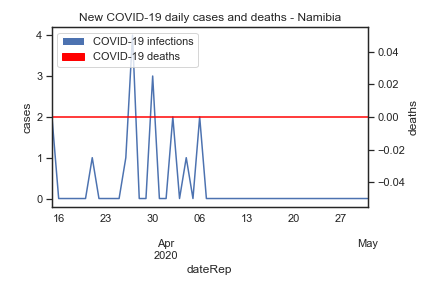 New COVID-19 daily cases and deaths - Namibia
COVID-19 infections
COVID-19 deaths
cases
4
3
2
1
0
deaths
0.04
0.02
0.00
−0.02
−0.04
16 23 30 06 13 20 27
Apr May
2020
dateRep